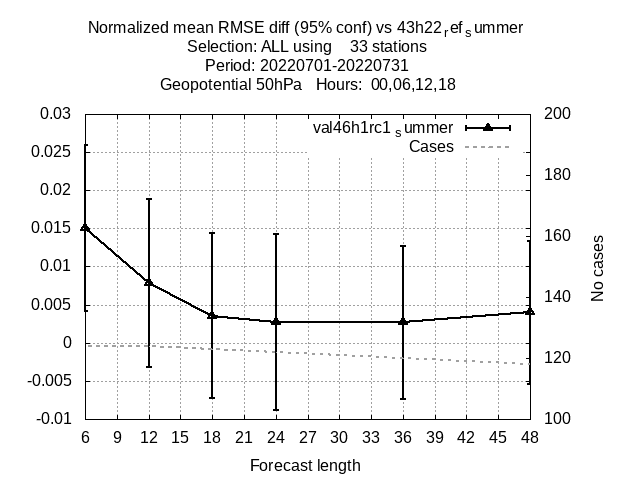 Normalized mean RMSE diff (95% conf) vs 43h22refsummer
Selection: ALL using 33 stations
Period: 20220701-20220731
Geopotential 50hPa Hours: 00,06,12,18
0.03
0.025
0.02
0.015
0.01
0.005
0
-0.005
-0.01
val46h1rc1summer
Cases
200
180
160
140
120
100
No cases
6 9 12 15 18 21 24 27 30 33 36 39 42 45 48
Forecast length